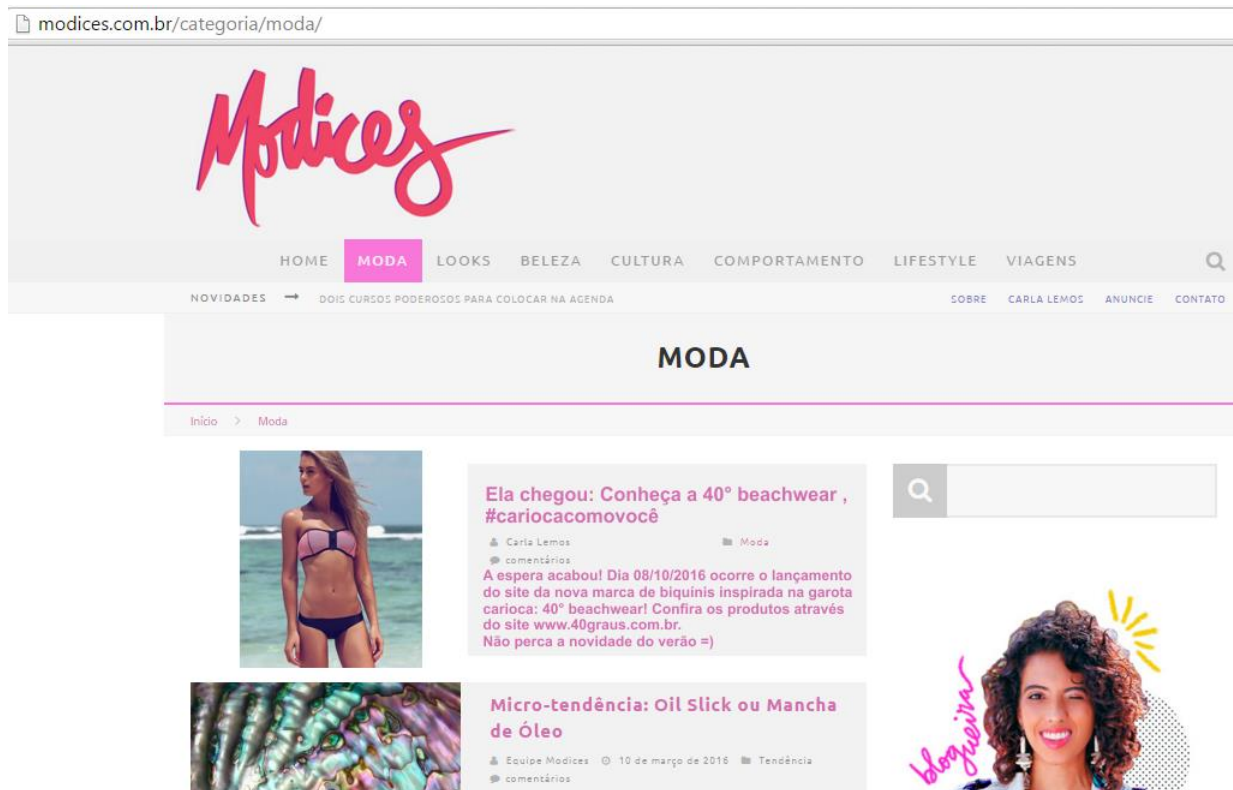 modices.com.br/categoria/moda/
Modices
HOME MODA LOOKS BELEZA CULTURA COMPORTAMENTO LIFESTYLE VIAGENS
NOVIDADES → DOIS CURSOS PODEROSOS PARA COLOCAR NA AGENDA SOBRE CARLA LEMOS ANUNCIE CONTATO
MODA
Início > Moda
Ela chegou: Conheça a 40° beachwear ,
#cariocacomovocê
Carla Lemos Moda
comentários
A espera acabou! Dia 08/10/2016 ocorre o lançamento
do site da nova marca de biquínis inspirada na garota
carioca: 40° beachwear! Confira os produtos através
do site www.40graus.com.br.
Não perca a novidade do verão =)
Micro-tendência: Oil Slick ou Mancha
de Óleo
Equipe Modices 10 de março de 2016 Tendência
comentários
blogueira